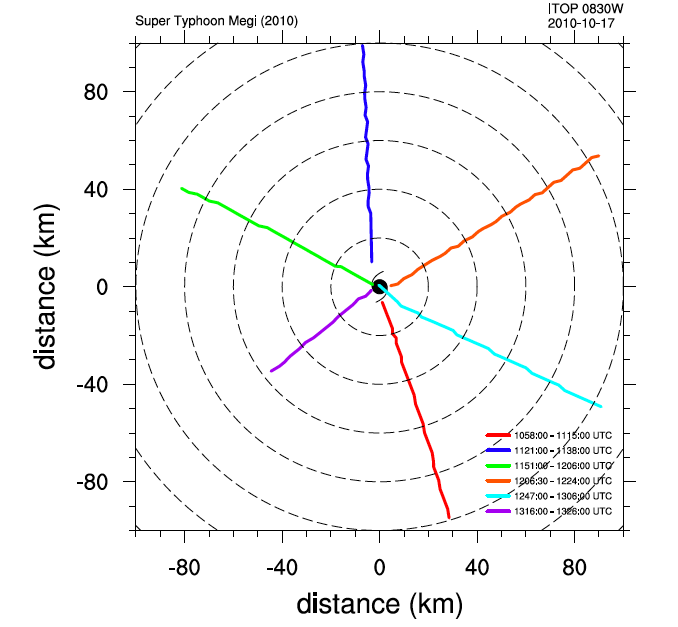 Super Typhoon Megi (2010)
ITOP 0830W
2010-10-17
80
40
0
-40
-80
distance (km)
1058:00 - 1115:00 UTC
1121:00 - 1138:00 UTC
1151:00 - 1206:00 UTC
1206:30 - 1224:00 UTC
1247:00 - 1306:00 UTC
1316:00 - 1326:00 UTC
-80 -40 0 40 80
distance (km)